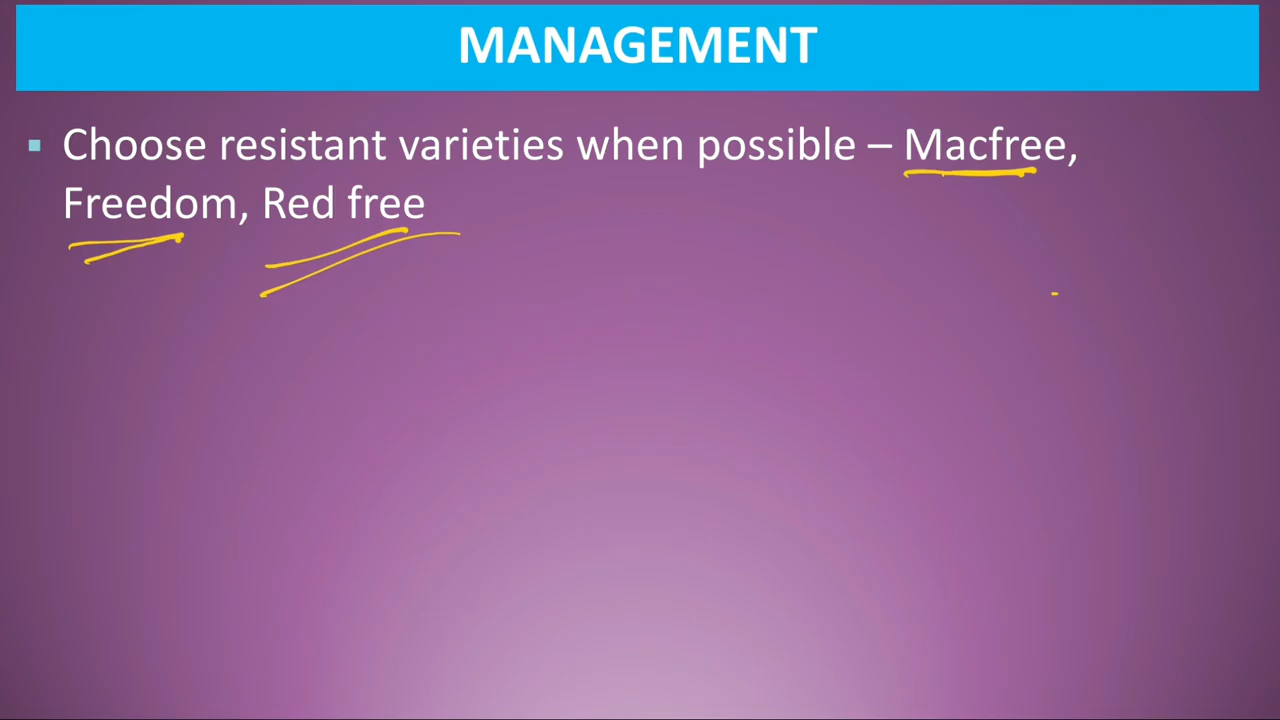 MANAGEMENT
▪ Choose resistant varieties when possible – Macfree,
Freedom, Red free